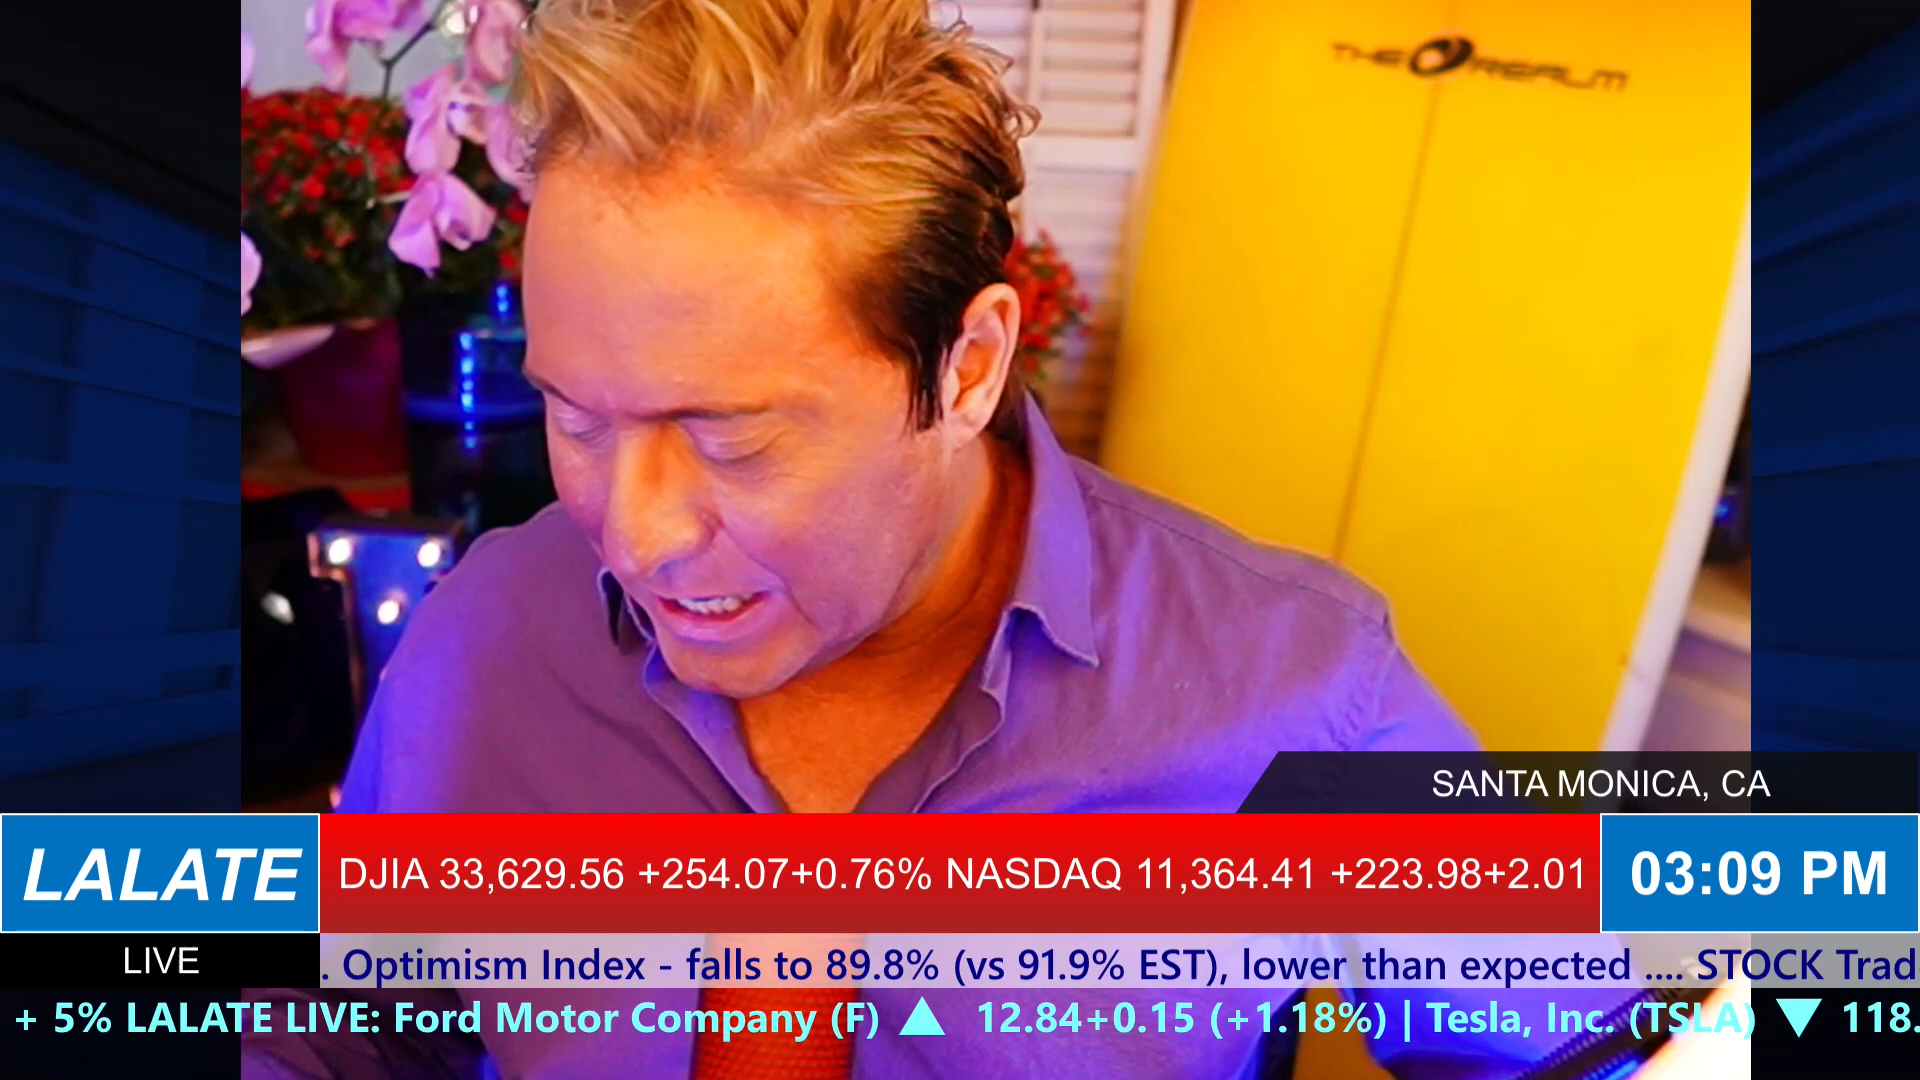 THE REALM
SANTA MONICA, CA
LALATE
DJIA 33,629.56 +254.07+0.76% NASDAQ 11,364.41 +223.98+2.01
03:09 PM
LIVE
. Optimism Index - falls to 89.8% (vs 91.9% EST), lower than expected .... STOCK Trad
+ 5% LALATE LIVE: Ford Motor Company (F) ▲ 12.84+0.15 (+1.18%) | Tesla, Inc. (TSLA) ▼ 118.